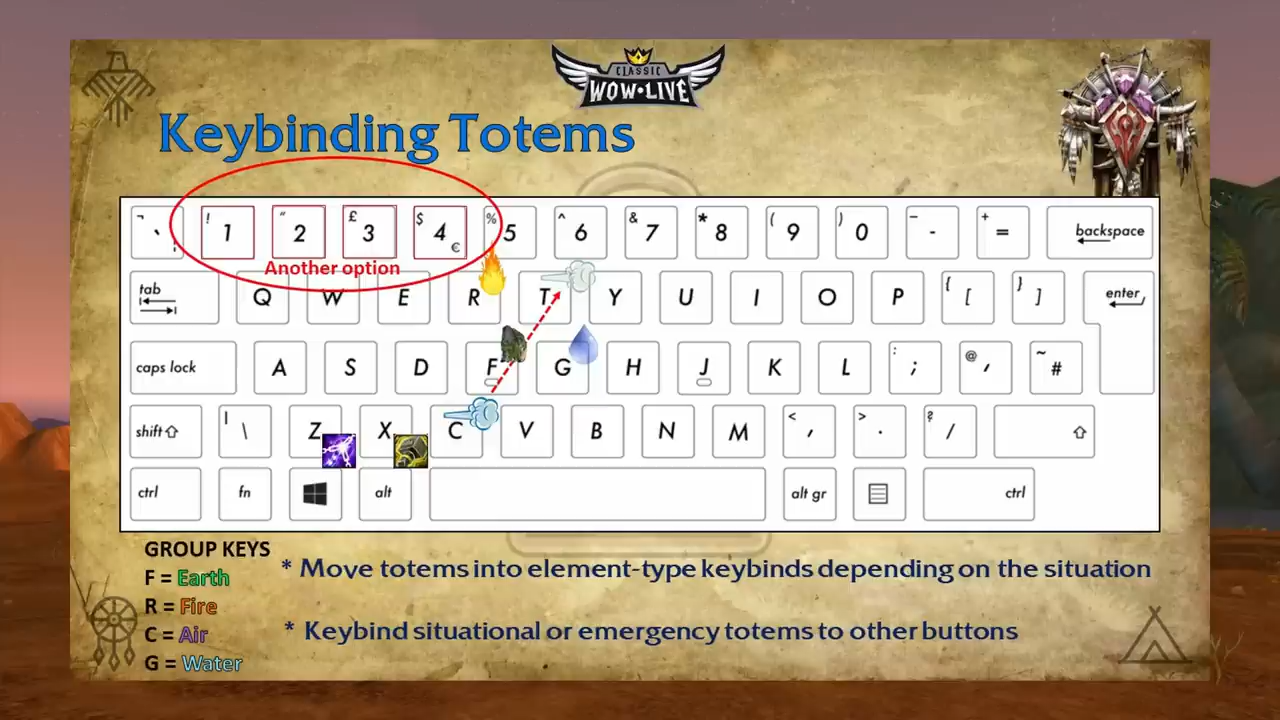 CLASSIC
WOW•LIVE
Keybinding Totems
¬ ` ¦ ! 1 " 2 £ 3 $ 4 € % 5 ^ 6 & 7 * 8 ( 9 ) 0 _ - + = backspace
Another option
tab Q W E R T Y U I O P { [ } ] enter
caps lock A S D F G H J K L : ; @ ' ~ #
shift | \ Z X C V B N M < , > . ? /
ctrl fn alt alt gr ctrl
GROUP KEYS
F = Earth
R = Fire
C = Air
G = Water
* Move totems into element-type keybinds depending on the situation
* Keybind situational or emergency totems to other buttons